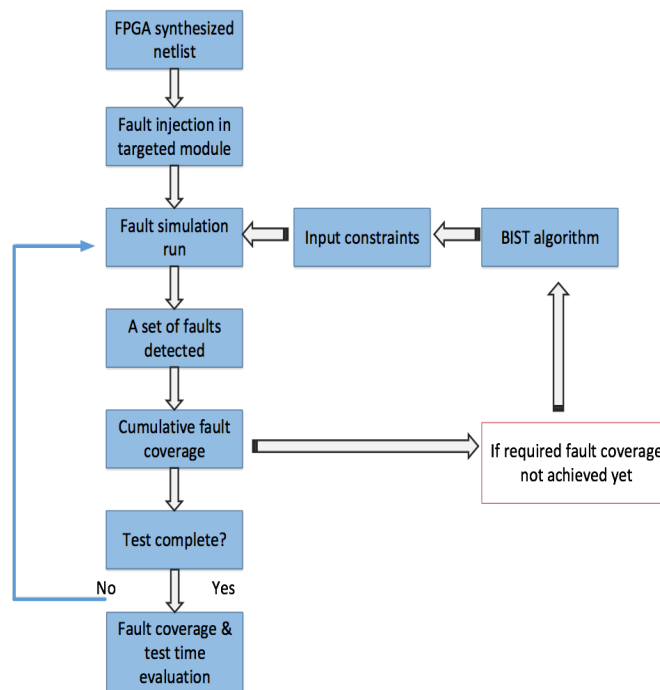 FPGA synthesized
netlist
Fault injection in
targeted module
Fault simulation
run
Input constraints
BIST algorithm
A set of faults
detected
Cumulative fault
coverage
If required fault coverage
not achieved yet
Test complete?
No
Yes
Fault coverage &
test time
evaluation